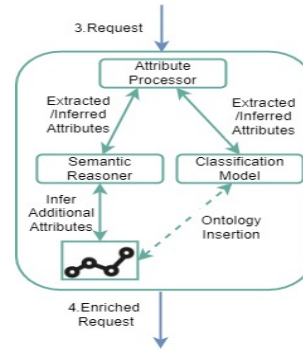 3.Request
Attribute
Processor
Extracted
/Inferred
Attributes
Extracted
/Inferred
Attributes
Semantic
Reasoner
Classification
Model
Infer
Additional
Attributes
Ontology
Insertion
4.Enriched
Request